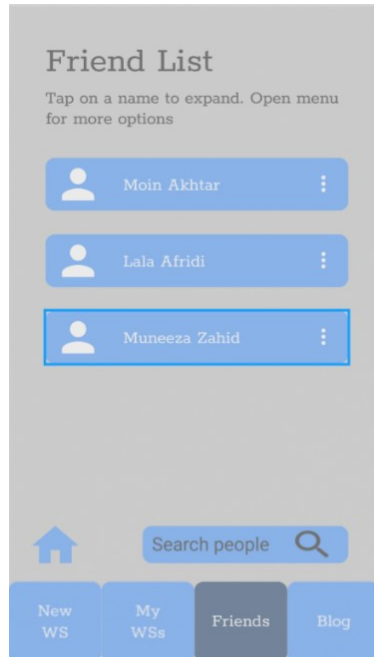 Friend List
Tap on a name to expand. Open menu
for more options
Moin Akhtar
Lala Afridi
Muneeza Zahid
Search people
New
WS
My
WSs
Friends
Blog